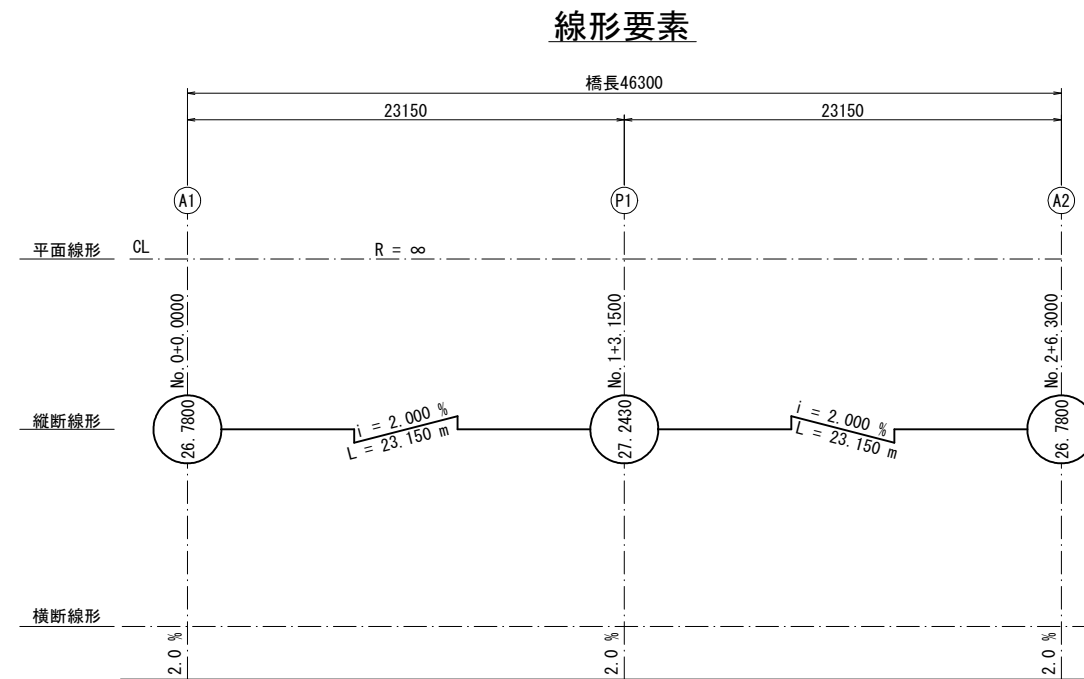 線形要素
橋長46300
23150
23150
A1
P1
A2
平面線形
CL
R = ∞
No.0+0.0000
No.1+3.1500
No.2+6.3000
縦断線形
26.7800
i = 2.000 %
L = 23.150 m
27.2430
i = 2.000 %
L = 23.150 m
26.7800
横断線形
2.0 %
2.0 %
2.0 %